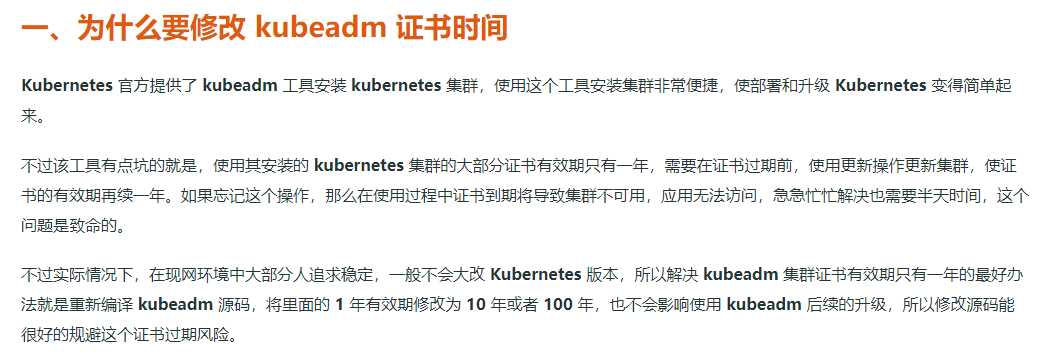 一、为什么要修改 kubeadm 证书时间
Kubernetes 官方提供了 kubeadm 工具安装 kubernetes 集群，使用这个工具安装集群非常便捷，使部署和升级 Kubernetes 变得简单起
来。
不过该工具有点坑的就是，使用其安装的 kubernetes 集群的大部分证书有效期只有一年，需要在证书过期前，使用更新操作更新集群，使证
书的有效期再续一年。如果忘记这个操作，那么在使用过程中证书到期将导致集群不可用，应用无法访问，急急忙忙解决也需要半天时间，这个
问题是致命的。
不过实际情况下，在现网环境中大部分人追求稳定，一般不会大改 Kubernetes 版本，所以解决 kubeadm 集群证书有效期只有一年的最好办
法就是重新编译 kubeadm 源码，将里面的 1 年有效期修改为 10 年或者 100 年，也不会影响使用 kubeadm 后续的升级，所以修改源码能
很好的规避这个证书过期风险。